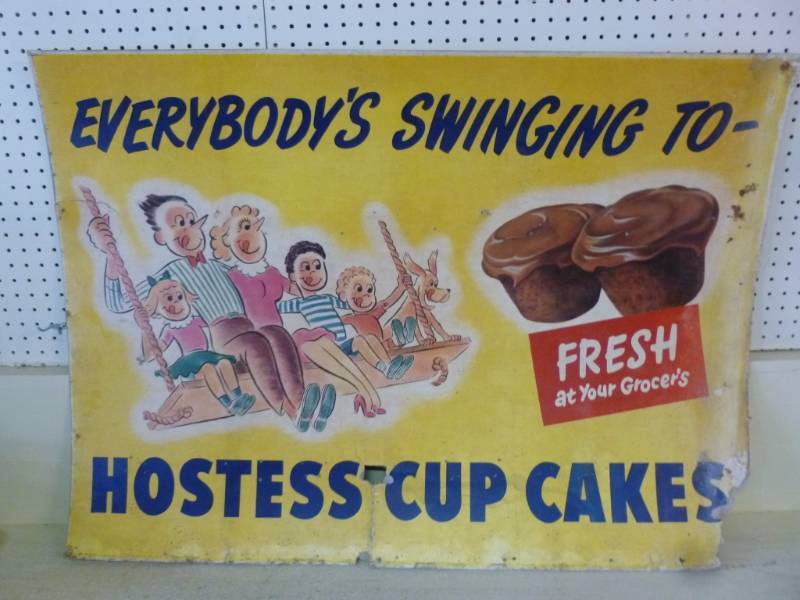 EVERYBODY'S SWINGING TO-
FRESH
at Your Grocer's
HOSTESS CUP CAKES